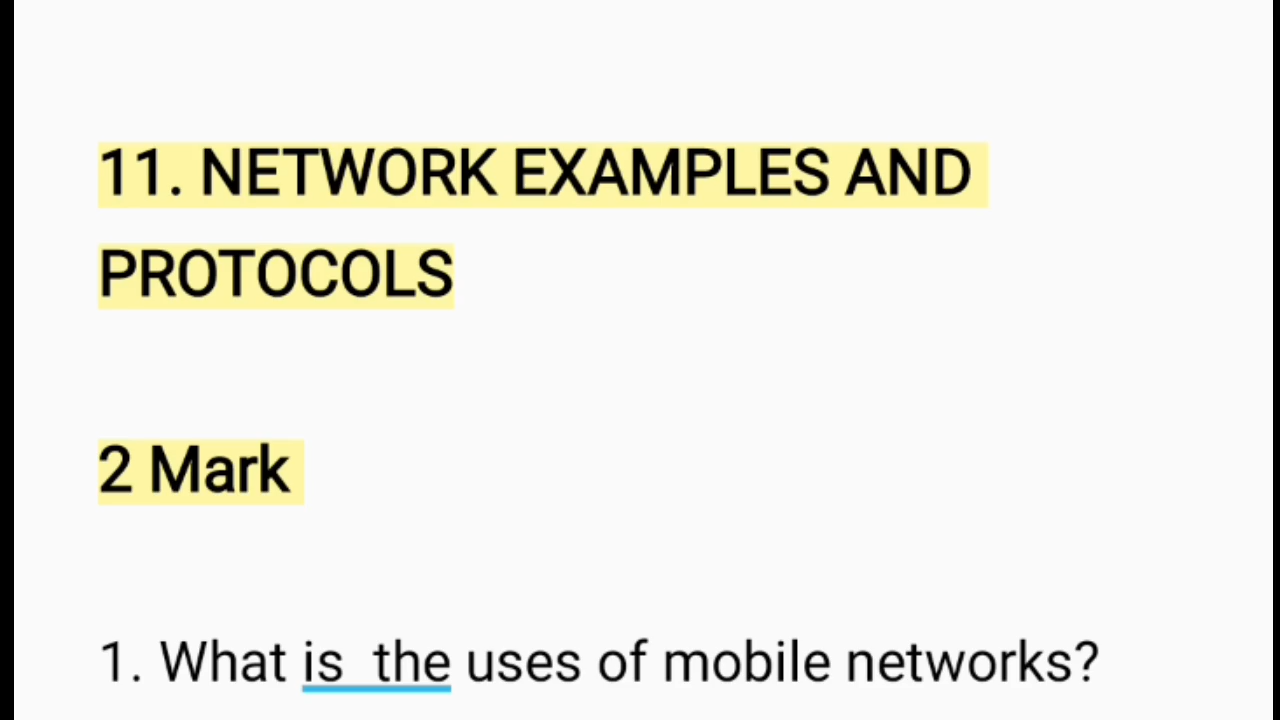 11. NETWORK EXAMPLES AND
PROTOCOLS
2 Mark
1. What is the uses of mobile networks?